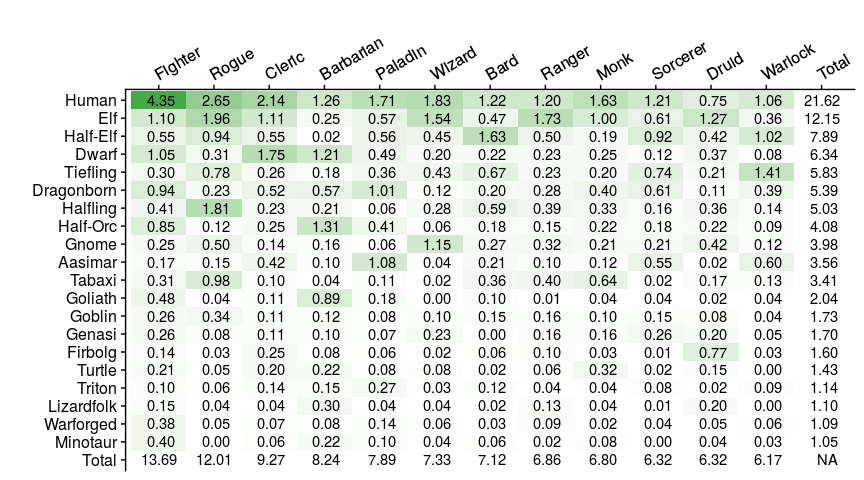 Fighter Rogue Cleric Barbarian Paladin Wizard Bard Ranger Monk Sorcerer Druid Warlock Total
Human 4.35 2.65 2.14 1.26 1.71 1.83 1.22 1.20 1.63 1.21 0.75 1.06 21.62
Elf 1.10 1.96 1.11 0.25 0.57 1.54 0.47 1.73 1.00 0.61 1.27 0.36 12.15
Half-Elf 0.55 0.94 0.55 0.02 0.56 0.45 1.63 0.50 0.19 0.92 0.42 1.02 7.89
Dwarf 1.05 0.31 1.75 1.21 0.49 0.20 0.22 0.23 0.25 0.12 0.37 0.08 6.34
Tiefling 0.30 0.78 0.26 0.18 0.36 0.43 0.67 0.23 0.20 0.74 0.21 1.41 5.83
Dragonborn 0.94 0.23 0.52 0.57 1.01 0.12 0.20 0.28 0.40 0.61 0.11 0.39 5.39
Halfling 0.41 1.81 0.23 0.21 0.06 0.28 0.59 0.39 0.33 0.16 0.36 0.14 5.03
Half-Orc 0.85 0.12 0.25 1.31 0.41 0.06 0.18 0.15 0.22 0.18 0.22 0.09 4.08
Gnome 0.25 0.50 0.14 0.16 0.06 1.15 0.27 0.32 0.21 0.21 0.42 0.12 3.98
Aasimar 0.17 0.15 0.42 0.10 1.08 0.04 0.21 0.10 0.12 0.55 0.02 0.60 3.56
Tabaxi 0.31 0.98 0.10 0.04 0.11 0.02 0.36 0.40 0.64 0.02 0.17 0.13 3.41
Goliath 0.48 0.04 0.11 0.89 0.18 0.00 0.10 0.01 0.04 0.04 0.02 0.04 2.04
Goblin 0.26 0.34 0.11 0.12 0.08 0.10 0.15 0.16 0.10 0.15 0.08 0.04 1.73
Genasi 0.26 0.08 0.11 0.10 0.07 0.23 0.00 0.16 0.16 0.26 0.20 0.05 1.70
Firbolg 0.14 0.03 0.25 0.08 0.06 0.02 0.06 0.10 0.03 0.01 0.77 0.03 1.60
Turtle 0.21 0.05 0.20 0.22 0.08 0.08 0.02 0.06 0.32 0.02 0.15 0.00 1.43
Triton 0.10 0.06 0.14 0.15 0.27 0.03 0.12 0.04 0.04 0.08 0.02 0.09 1.14
Lizardfolk 0.15 0.04 0.04 0.30 0.04 0.04 0.02 0.13 0.04 0.01 0.20 0.00 1.10
Warforged 0.38 0.05 0.07 0.08 0.14 0.06 0.03 0.09 0.02 0.04 0.05 0.06 1.09
Minotaur 0.40 0.00 0.06 0.22 0.10 0.04 0.06 0.02 0.08 0.00 0.04 0.03 1.05
Total 13.69 12.01 9.27 8.24 7.89 7.33 7.12 6.86 6.80 6.32 6.32 6.17 NA